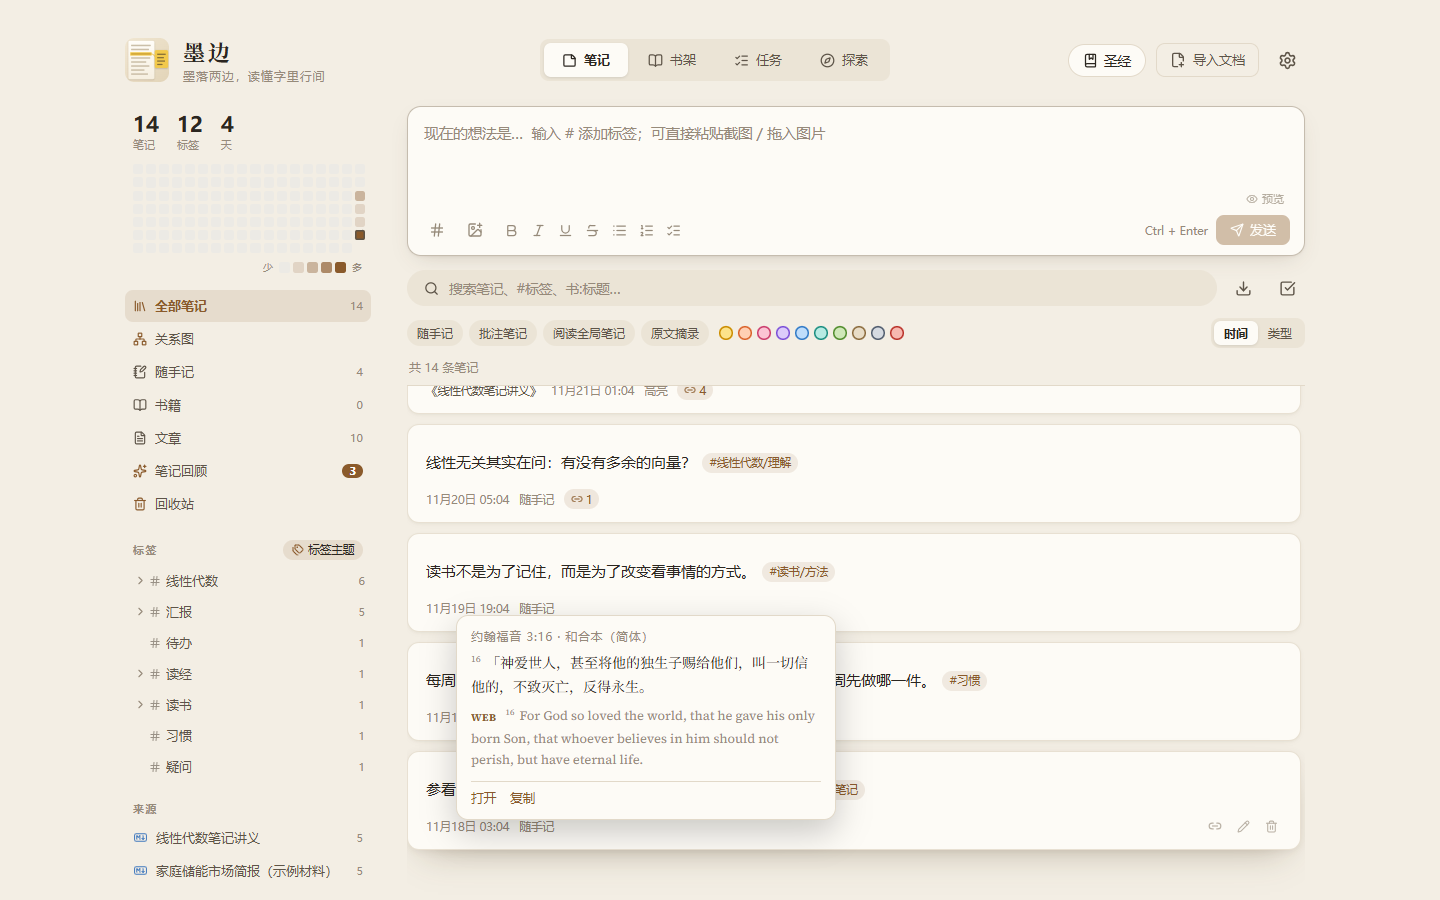 墨边
墨落两边，读懂字里行间
笔记
书架
任务
探索
圣经
导入文档
14 12 4
笔记 标签 天
少 多
全部笔记 14
关系图
随手记 4
书籍 0
文章 10
笔记回顾 3
回收站
标签 标签主题
# 线性代数 6
# 汇报 5
# 待办 1
# 读经 1
# 读书 1
# 习惯 1
# 疑问 1
来源
线性代数笔记讲义 5
家庭储能市场简报（示例材料） 5
现在的想法是... 输入 # 添加标签；可直接粘贴截图 / 拖入图片
预览
# B I U S Ctrl + Enter 发送
搜索笔记、#标签、书:标题...
随手记 批注笔记 阅读全局笔记 原文摘录 时间 类型
共 14 条笔记
《线性代数笔记讲义》 11月21日 01:04 高亮 4
线性无关其实在问：有没有多余的向量？ #线性代数/理解
11月20日 05:04 随手记 1
读书不是为了记住，而是为了改变看事情的方式。 #读书/方法
11月19日 19:04 随手记
每周 周先做哪一件。 #习惯
11月1
参看 笔记
11月18日 03:04 随手记
约翰福音 3:16 · 和合本（简体）
16 「神爱世人，甚至将他的独生子赐给他们，叫一切信
他的，不致灭亡，反得永生。
WEB 16 For God so loved the world, that he gave his only
born Son, that whoever believes in him should not
perish, but have eternal life.
打开 复制